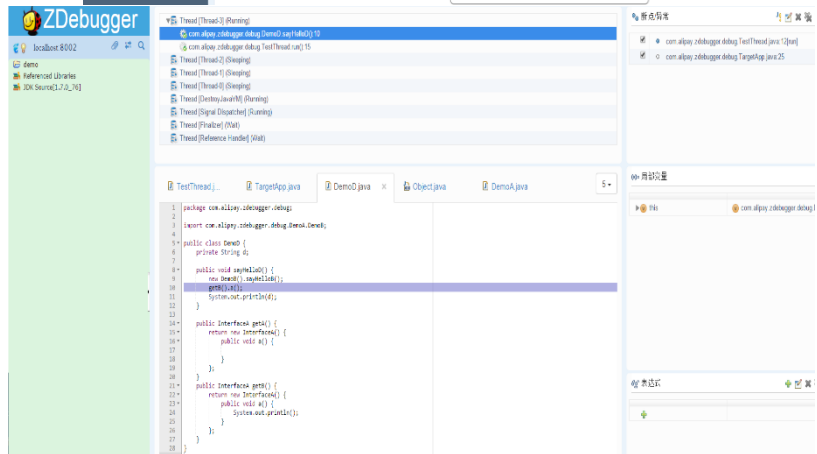 ZDebugger
localhost 8002
demo
Referenced Libraries
JDK Source[1.7.0_76]
Thread [Thread-3] (Running)
com.alipay.zdebugger.debug.DemoD sayHelloD():10
com.alipay.zdebugger.debug.TestThread run():15
Thread [Thread-2] (Sleeping)
Thread [Thread-1] (Sleeping)
Thread [Thread-0] (Sleeping)
Thread [DestroyJavaVM] (Running)
Thread [Signal Dispatcher] (Running)
Thread [Finalizer] (Wait)
Thread [Reference Handler] (Wait)
TestThread.j... TargetApp.java DemoD.java × Object.java DemoA.java 5
1 package com.alipay.zdebugger.debug;
2
3 import com.alipay.zdebugger.debug.DemoA.DemoB;
4
5 public class DemoD {
6 private String d;
7
8 public void sayHelloD() {
9 new DemoB().sayHelloB();
10 getB().a();
11 System.out.println(d);
12 }
13
14 public InterfaceA getA() {
15 return new InterfaceA() {
16 public void a() {
17
18 }
19 };
20 }
21 public InterfaceA getB() {
22 return new InterfaceA() {
23 public void a() {
24 System.out.println();
25 }
26 };
27 }
28 }
断点/异常
com.alipay.zdebugger.debug.TestThread.java:12[run]
com.alipay.zdebugger.debug.TargetApp.java:25
局部变量
this com.alipay.zdebugger.debug.
表达式